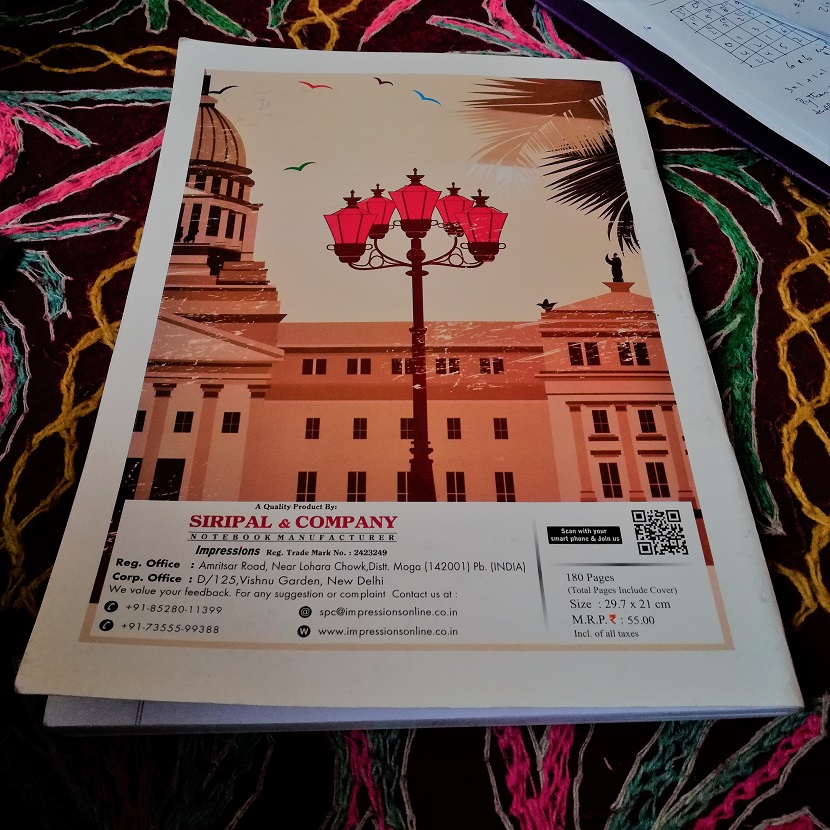 A Quality Product By:
SIRIPAL & COMPANY
NOTEBOOK MANUFACTURER
Impressions Reg. Trade Mark No. : 2423249
Reg. Office : Amritsar Road, Near Lohara Chowk,Distt. Moga (142001) Pb. (INDIA)
Corp. Office : D/125,Vishnu Garden, New Delhi
We value your feedback. For any suggestion or complaint Contact us at :
+91-85280-11399
spc@impressionsonline.co.in
+91-73555-99388
www.impressionsonline.co.in
Scan with your
smart phone & Join us
180 Pages
(Total Pages Include Cover)
Size : 29.7 x 21 cm
M.R.P. ₹ : 55.00
Incl. of all taxes